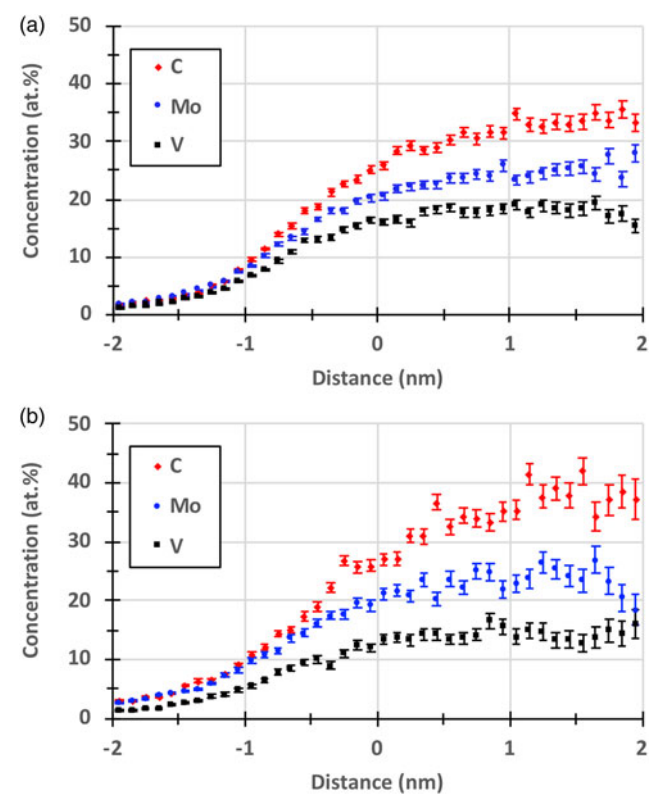 (a)
50
40
30
20
10
0
Concentration (at.%)
C
Mo
V
-2
-1
0
1
2
Distance (nm)
(b)
50
40
30
20
10
0
Concentration (at.%)
C
Mo
V
-2
-1
0
1
2
Distance (nm)